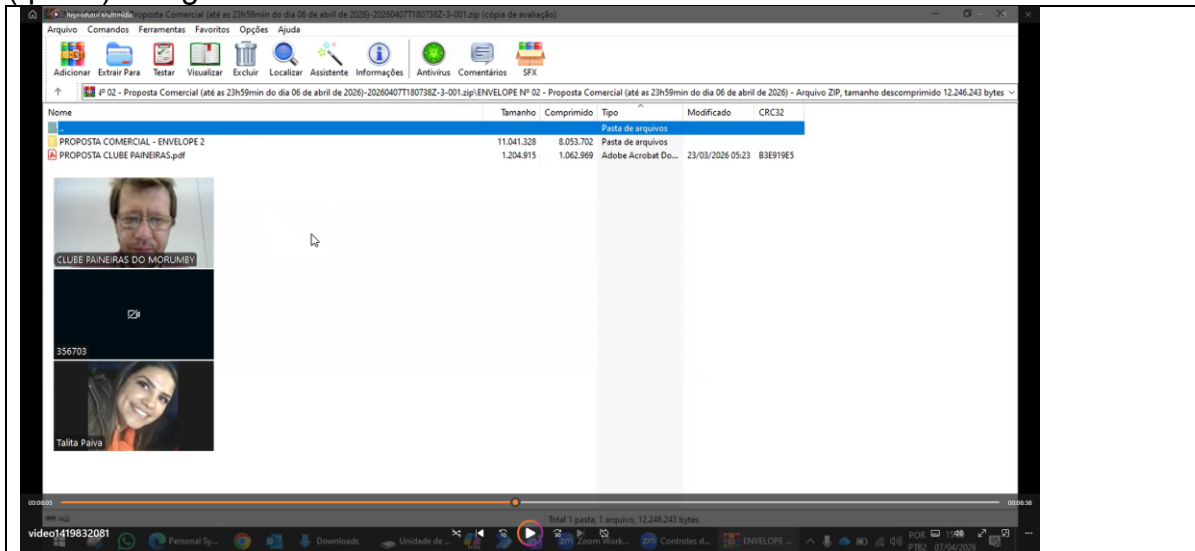 Reprodutor Multimídia
Proposta Comercial (até as 23h59min do dia 06 de abril de 2026)-20260407T180738Z-3-001.zip (cópia de avaliação)
Arquivo Comandos Ferramentas Favoritos Opções Ajuda
Adicionar Extrair Para Testar Visualizar Excluir Localizar Assistente Informações Antivírus Comentários SFX
Nº 02 - Proposta Comercial (até as 23h59min do dia 06 de abril de 2026)-20260407T180738Z-3-001.zip\ENVELOPE Nº 02 - Proposta Comercial (até as 23h59min do dia 06 de abril de 2026) - Arquivo ZIP, tamanho descomprimido 12.246.243 bytes
Nome Tamanho Comprimido Tipo Modificado CRC32
.. Pasta de arquivos
PROPOSTA COMERCIAL - ENVELOPE 2 11.041.328 8.053.702 Pasta de arquivos
PROPOSTA CLUBE PAINEIRAS.pdf 1.204.915 1.062.969 Adobe Acrobat Do... 23/03/2026 05:23 B3E919E5
CLUBE PAINEIRAS DO MORUMBY
356703
Talita Paiva
00:08:05 00:08:38
Total 1 pasta, 1 arquivo, 12.246.243 bytes
video1419832081
Personal Sy... Downloads Unidade de ... Zoom Work... Controles d... ENVELOPE ... POR
PTB2 07/04/2026